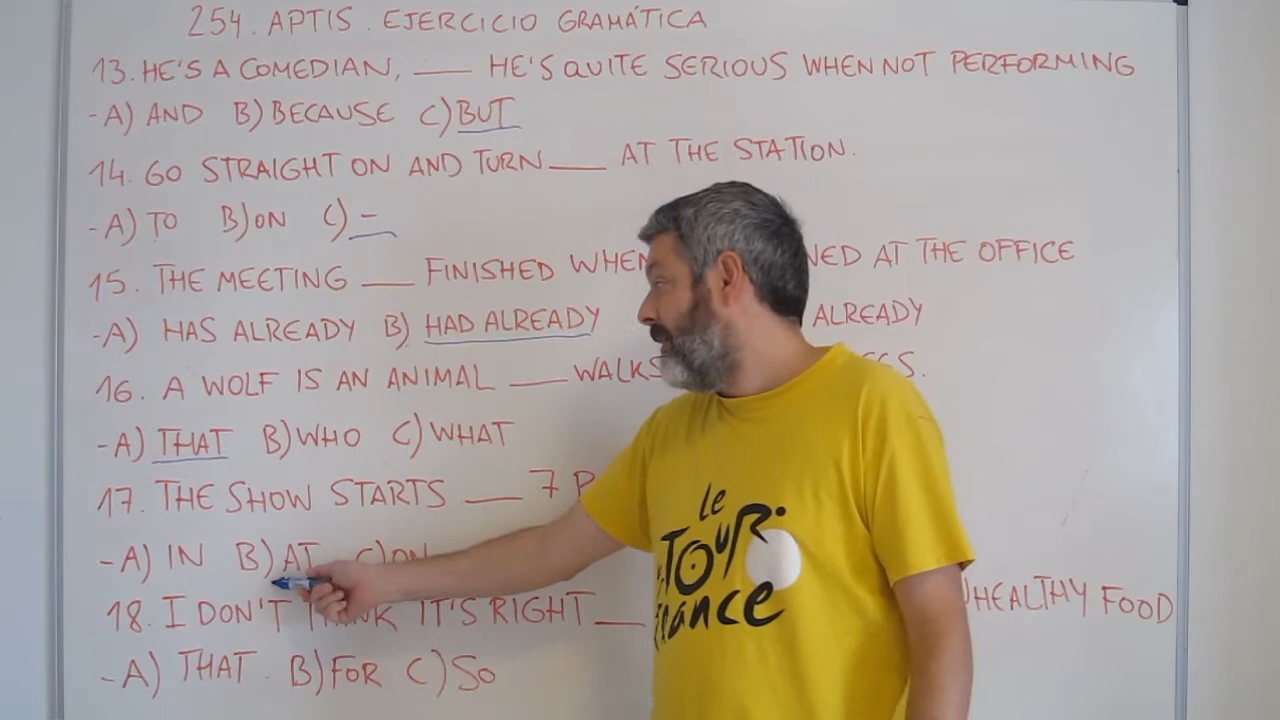 254. APTIS. EJERCICIO GRAMÁTICA
13. HE'S A COMEDIAN, ___ HE'S QUITE SERIOUS WHEN NOT PERFORMING
-A) AND B) BECAUSE C) BUT
14. GO STRAIGHT ON AND TURN ___ AT THE STATION.
-A) TO B) ON C) -
15. THE MEETING ___ FINISHED WHEN AT THE OFFICE
-A) HAS ALREADY B) HAD ALREADY ALREADY
16. A WOLF IS AN ANIMAL ___ WALKS
-A) THAT B) WHO C) WHAT
17. THE SHOW STARTS ___ 7 P
-A) IN B) AT C) ON
18. I DON'T THINK IT'S RIGHT ___ FOOD
-A) THAT. B) FOR C) SO
Le
TOUR
de
France